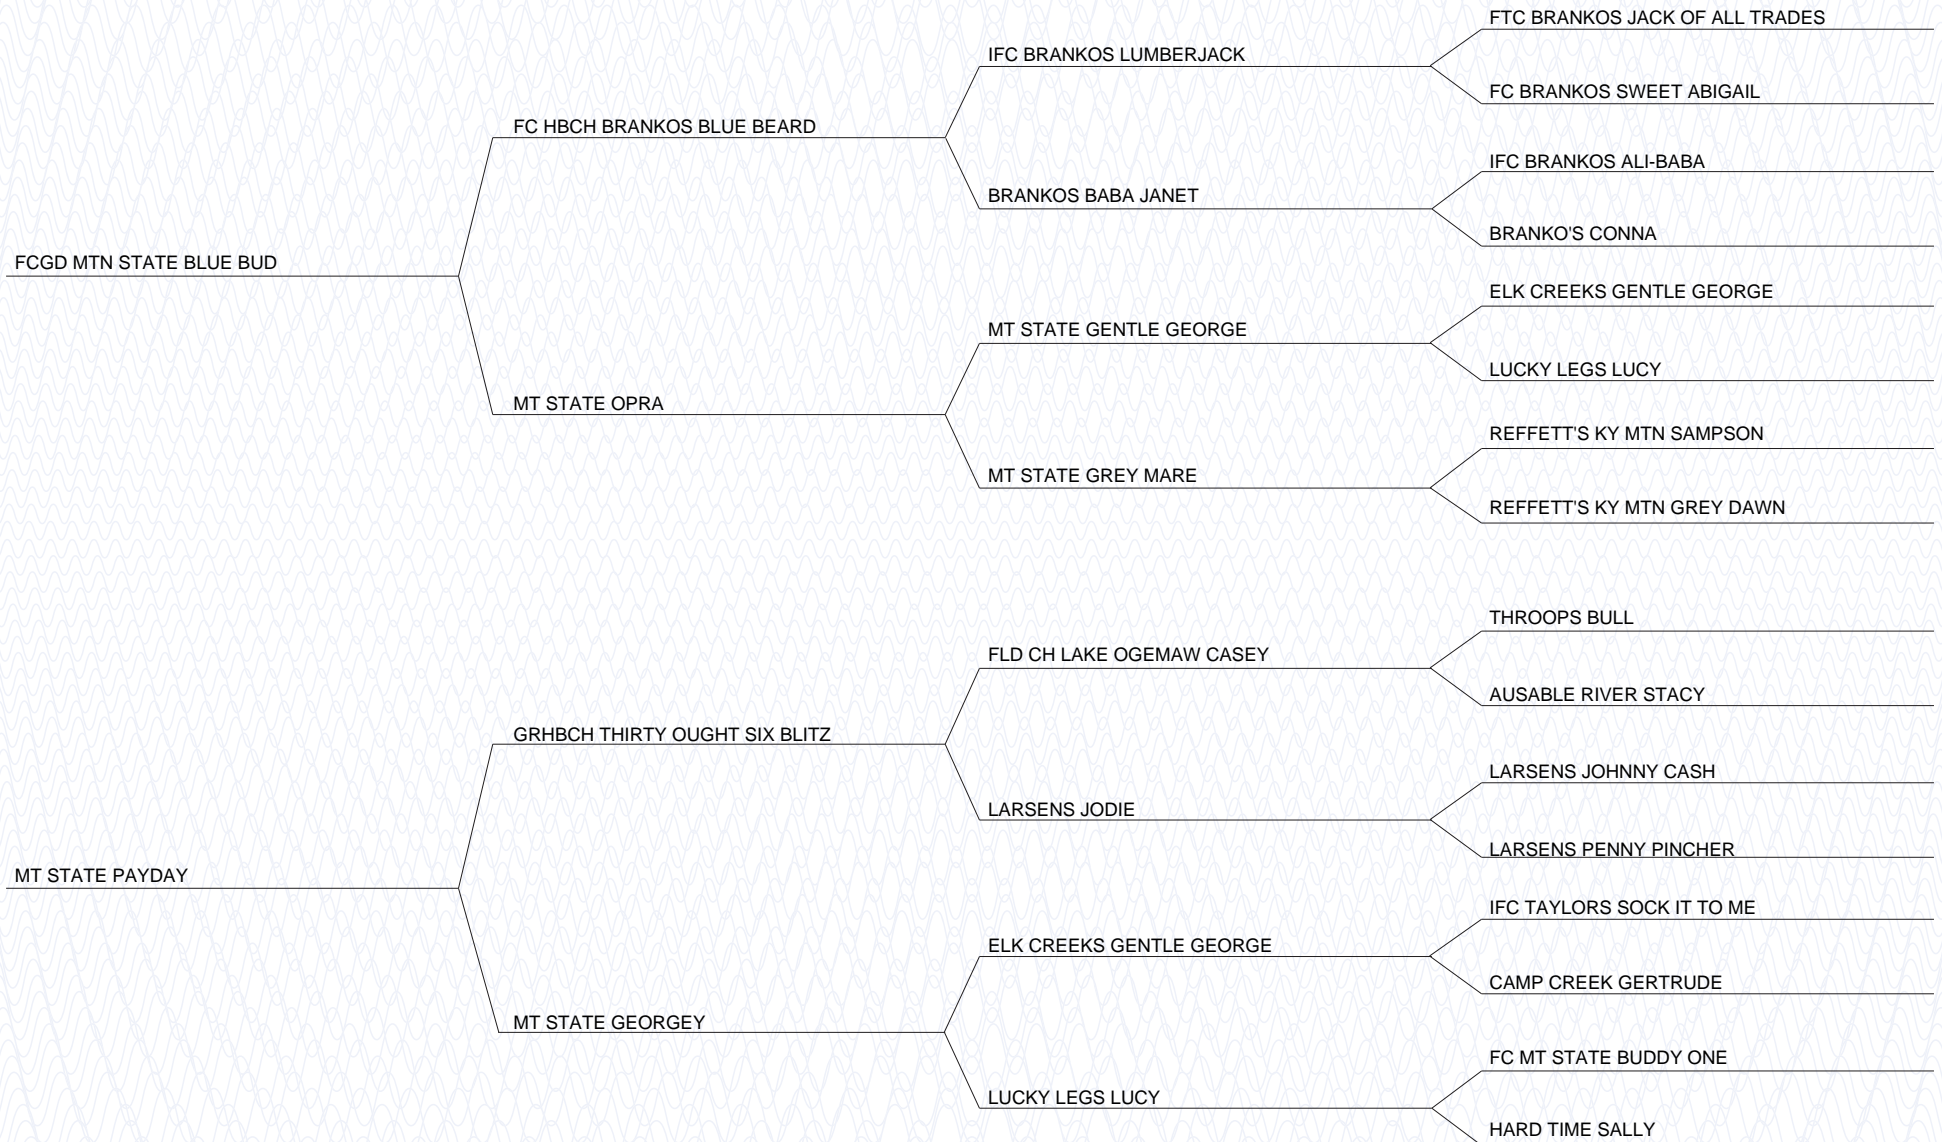 FTC BRANKOS JACK OF ALL TRADES
IFC BRANKOS LUMBERJACK
FC BRANKOS SWEET ABIGAIL
FC HBCH BRANKOS BLUE BEARD
IFC BRANKOS ALI-BABA
BRANKOS BABA JANET
BRANKO'S CONNA
FCGD MTN STATE BLUE BUD
ELK CREEKS GENTLE GEORGE
MT STATE GENTLE GEORGE
LUCKY LEGS LUCY
MT STATE OPRA
REFFETT'S KY MTN SAMPSON
MT STATE GREY MARE
REFFETT'S KY MTN GREY DAWN
THROOPS BULL
FLD CH LAKE OGEMAW CASEY
AUSABLE RIVER STACY
GRHBCH THIRTY OUGHT SIX BLITZ
LARSENS JOHNNY CASH
LARSENS JODIE
LARSENS PENNY PINCHER
MT STATE PAYDAY
IFC TAYLORS SOCK IT TO ME
ELK CREEKS GENTLE GEORGE
CAMP CREEK GERTRUDE
MT STATE GEORGEY
FC MT STATE BUDDY ONE
LUCKY LEGS LUCY
HARD TIME SALLY